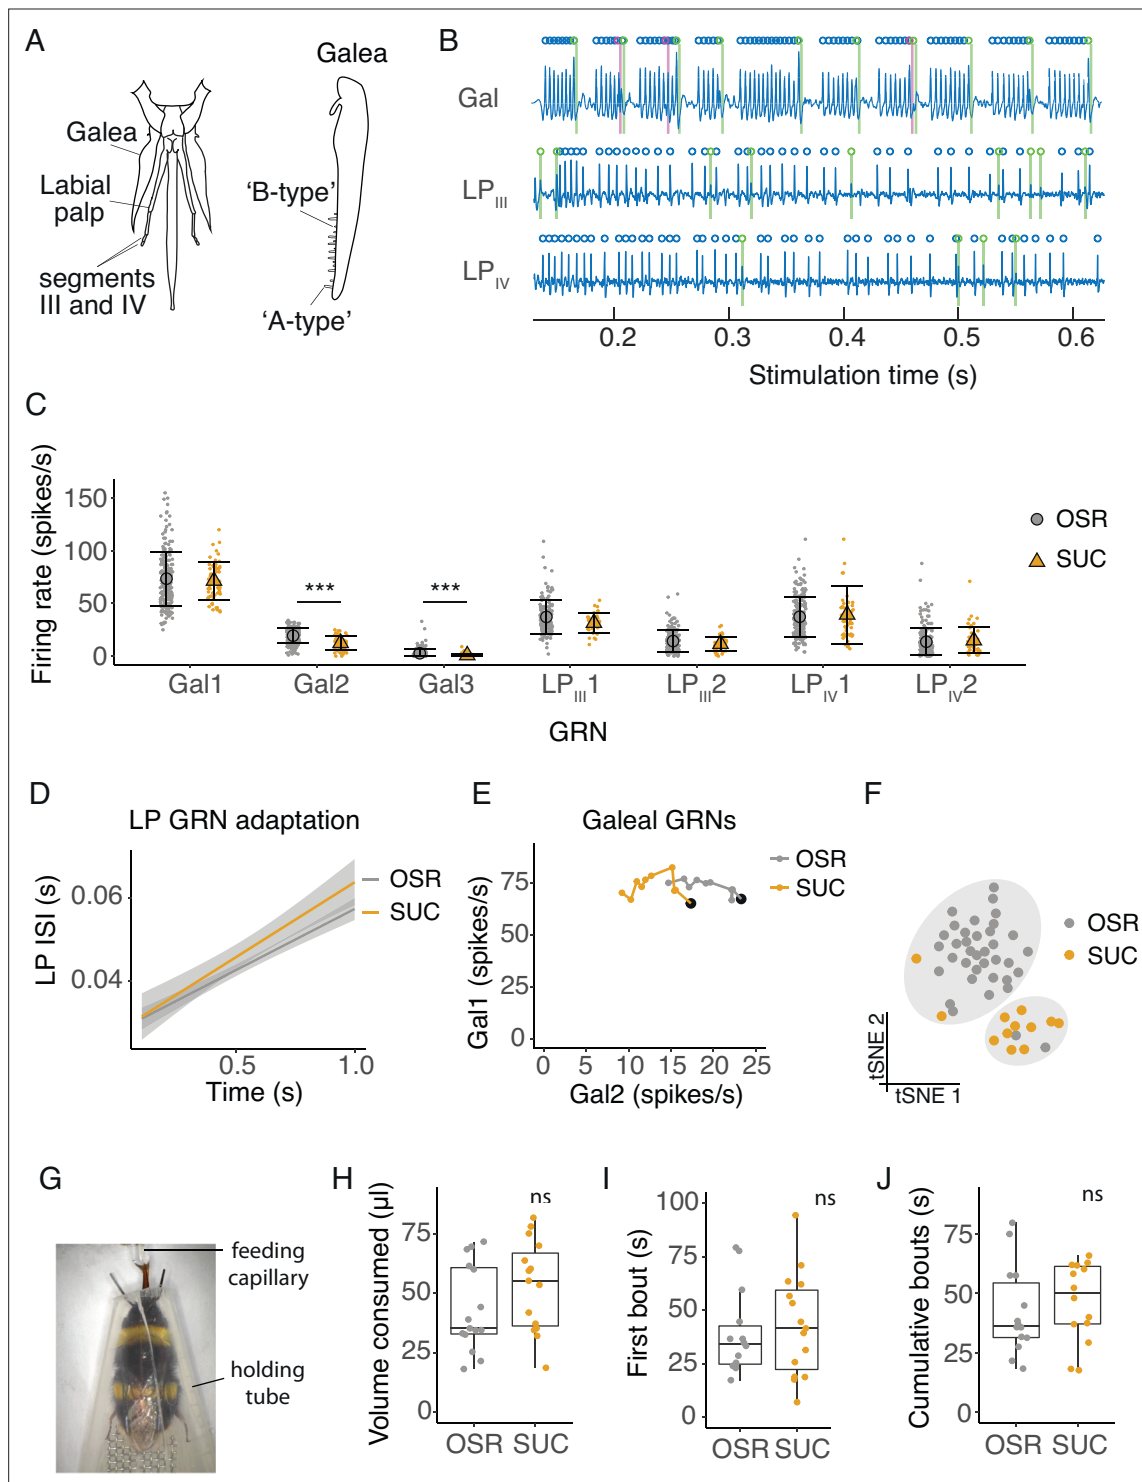 A
Galea
Galea
Labial
palp
'B-type'
segments
III and IV
'A-type'
B
Gal
LPIII
LPIV
0.2 0.3 0.4 0.5 0.6
Stimulation time (s)
C
Firing rate (spikes/s)
150
100
50
0
*** ***
OSR
SUC
Gal1 Gal2 Gal3 LPIII1 LPIII2 LPIV1 LPIV2
GRN
D
LP GRN adaptation
LP ISI (s)
0.06
0.04
OSR
SUC
0.5 1.0
Time (s)
E
Galeal GRNs
Gal1 (spikes/s)
75
50
25
0
OSR
SUC
0 5 10 15 20 25
Gal2 (spikes/s)
F
OSR
SUC
tSNE 2
tSNE 1
G
feeding
capillary
holding
tube
H
ns
Volume consumed (µl)
75
50
25
0
OSR SUC
I
ns
First bout (s)
100
75
50
25
0
OSR SUC
J
ns
Cumulative bouts (s)
75
50
25
0
OSR SUC